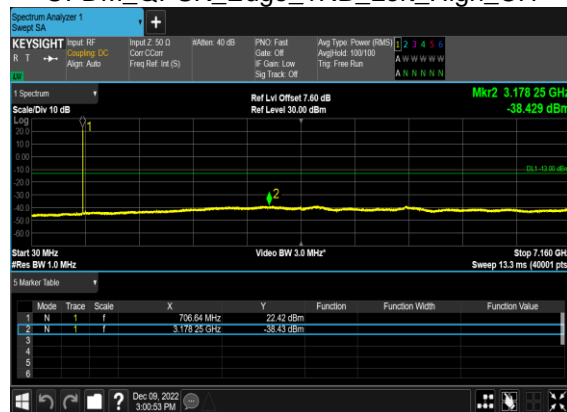 Spectrum Analyzer 1
Swept SA
+
KEYSIGHT
R T
LW
Input: RF
Coupling: DC
Align: Auto
Input Z: 50 Ω
Corr CCorr
Freq Ref: Int (S)
#Atten: 40 dB
PNO: Fast
Gate: Off
IF Gain: Low
Sig Track: Off
Avg Type: Power (RMS)
Avg|Hold: 100/100
Trig: Free Run
1 2 3 4 5 6
A W W W W W
A N N N N N
1 Spectrum
Scale/Div 10 dB
Ref Lvl Offset 7.60 dB
Ref Level 30.00 dBm
Mkr2 3.178 25 GHz
-38.429 dBm
Log
20.0
10.0
0.00
-10.0
-20.0
-30.0
-40.0
-50.0
-60.0
1
2
DL1 -13.00 dBm
Start 30 MHz
#Res BW 1.0 MHz
Video BW 3.0 MHz*
Stop 7.160 GHz
Sweep 13.3 ms (40001 pts)
5 Marker Table
Mode Trace Scale X Y Function Function Width Function Value
1 N 1 f 706.64 MHz 22.42 dBm
2 N 1 f 3.178 25 GHz -38.43 dBm
3
4
5
6
?
Dec 09, 2022
3:00:53 PM